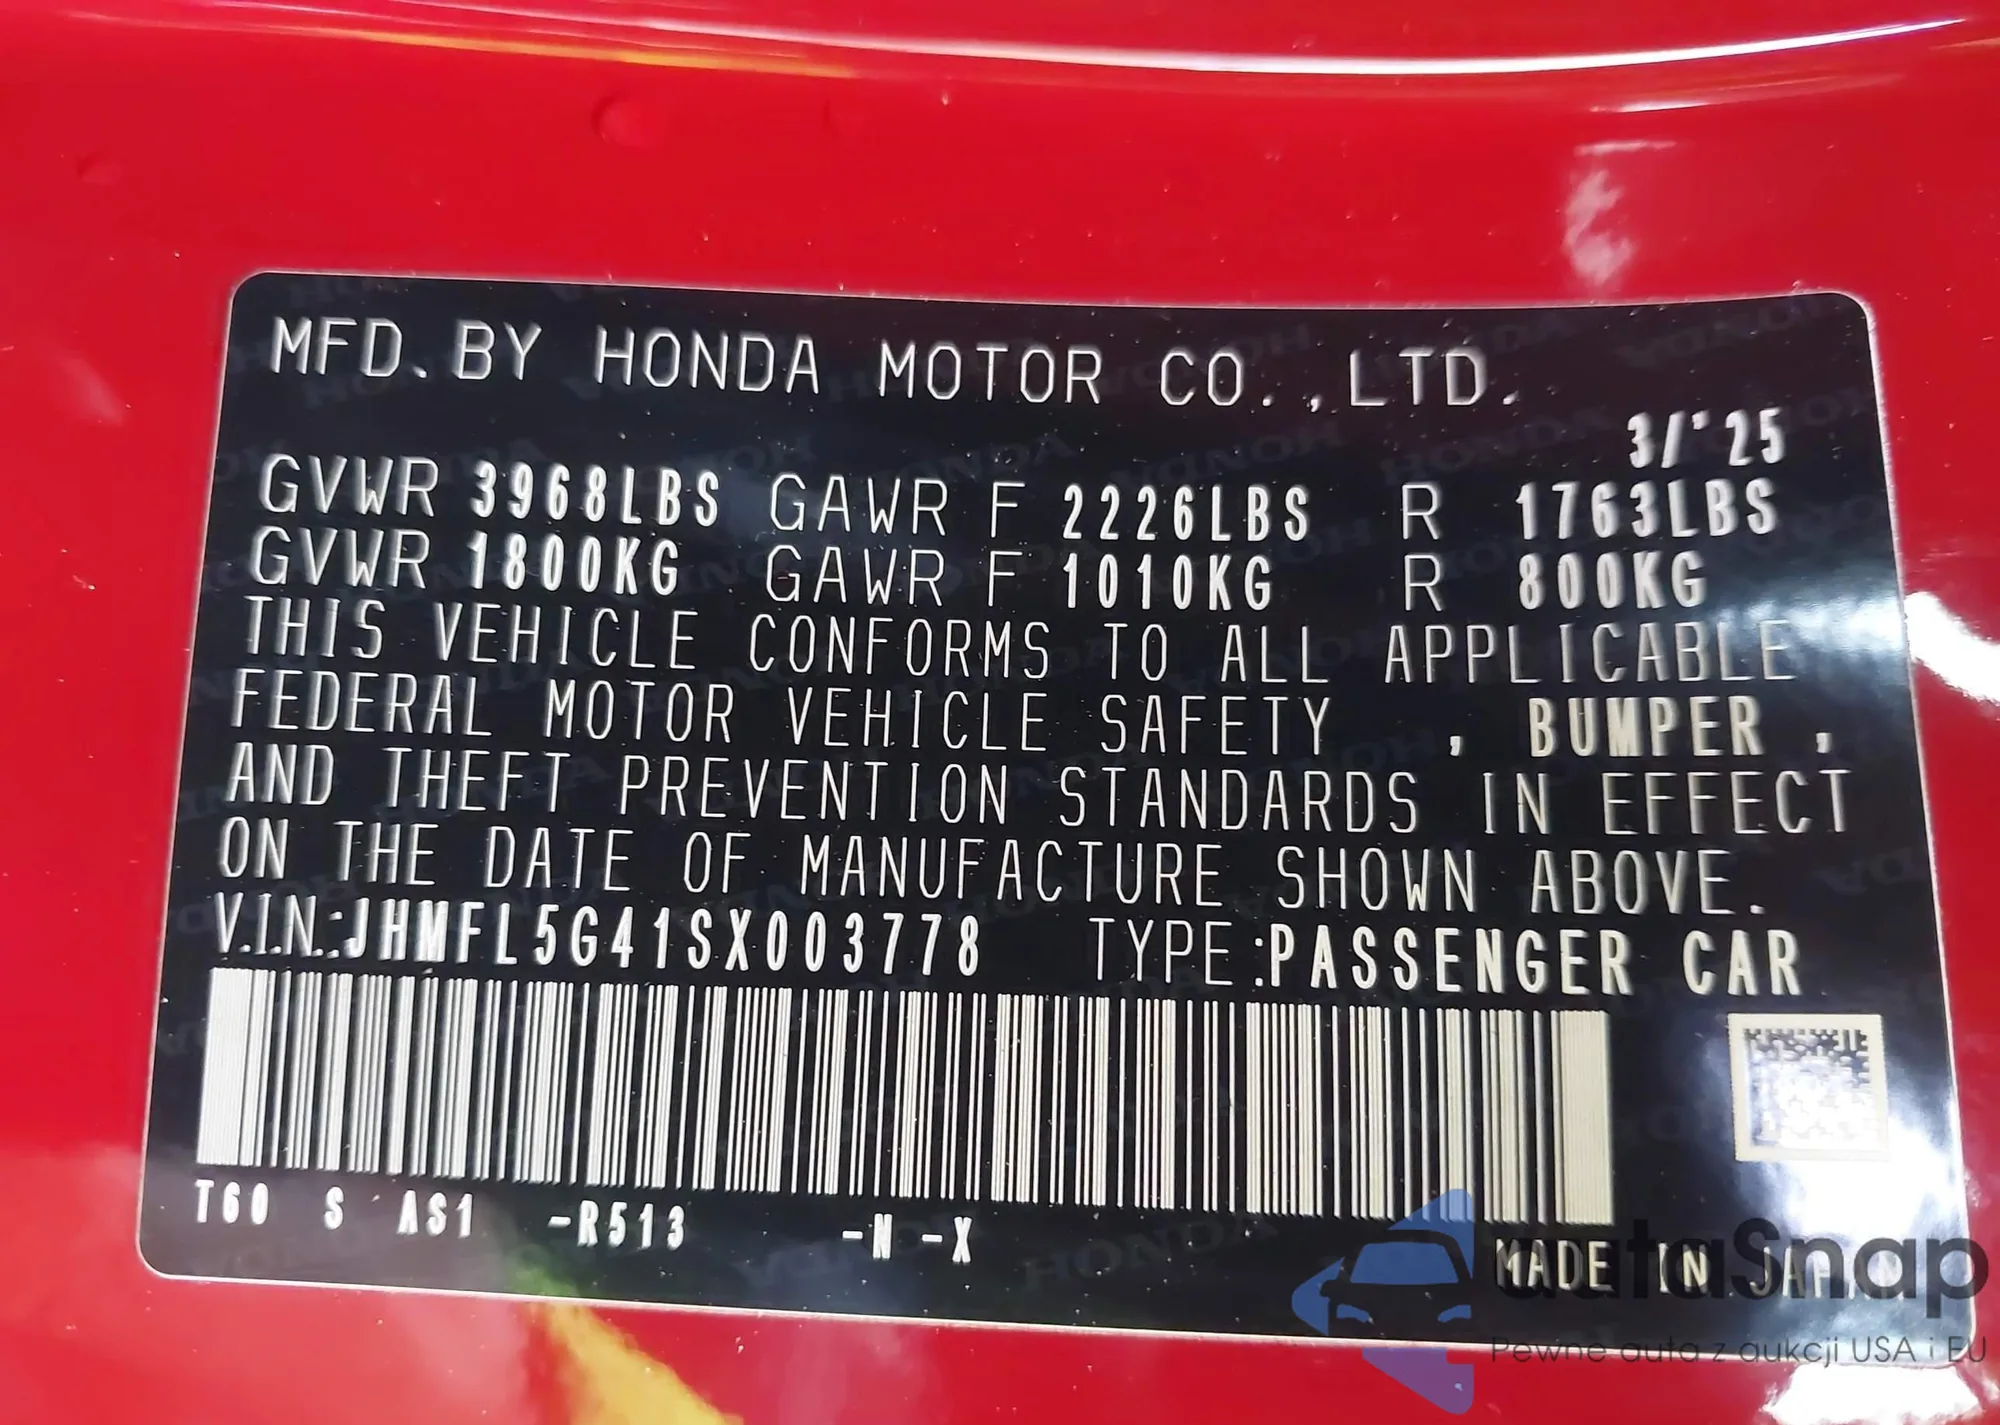 MFD. BY HONDA MOTOR CO., LTD.
3/'25
GVWR 3968LBS GAWR F 2226LBS R 1763LBS
GVWR 1800KG GAWR F 1010KG R 800KG
THIS VEHICLE CONFORMS TO ALL APPLICABLE
FEDERAL MOTOR VEHICLE SAFETY , BUMPER ,
AND THEFT PREVENTION STANDARDS IN EFFECT
ON THE DATE OF MANUFACTURE SHOWN ABOVE.
V.I.N.:JHMFL5G41SX003778 TYPE:PASSENGER CAR
T60 S AS1 -R513 -N -X
MADE IN JAPAN
autaSnap
Pewne auta z aukcji USA i EU